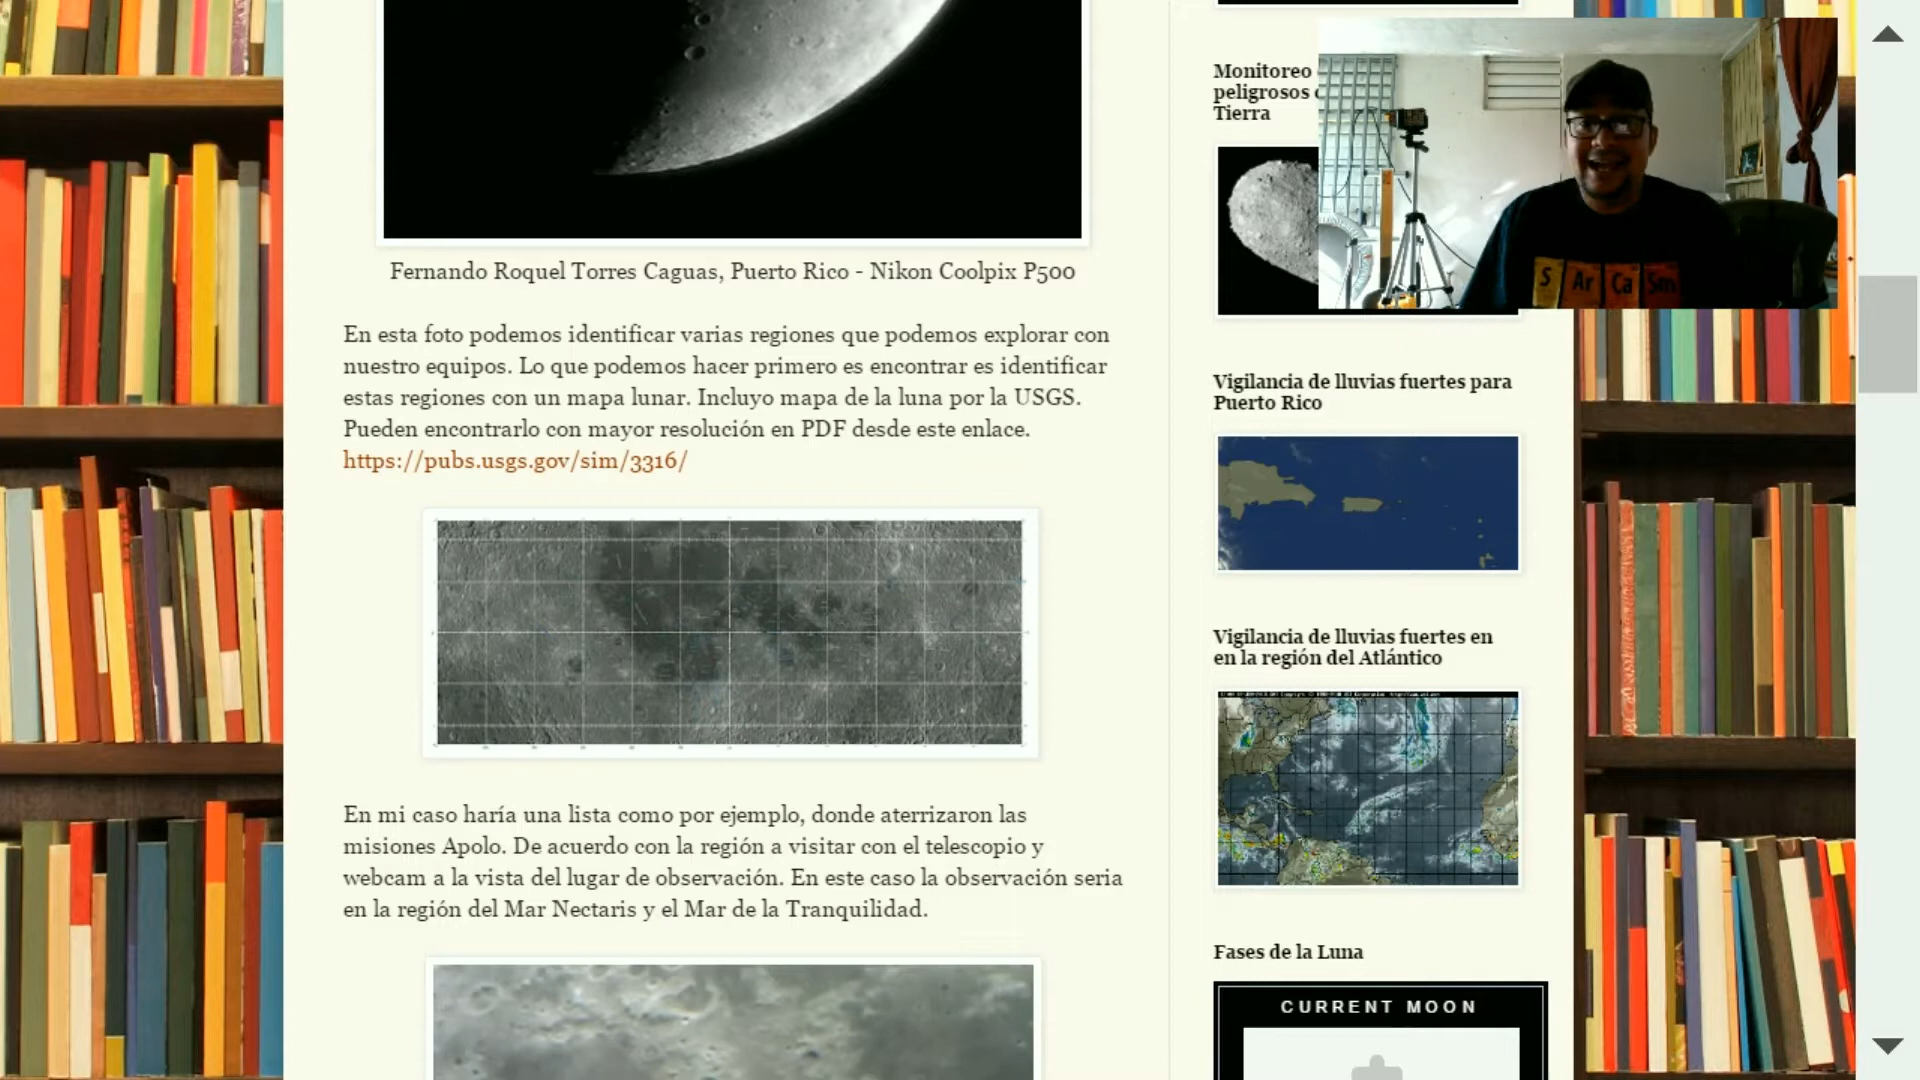 Fernando Roquel Torres Caguas, Puerto Rico - Nikon Coolpix P500
En esta foto podemos identificar varias regiones que podemos explorar con
nuestro equipos. Lo que podemos hacer primero es encontrar es identificar
estas regiones con un mapa lunar. Incluyo mapa de la luna por la USGS.
Pueden encontrarlo con mayor resolución en PDF desde este enlace.
https://pubs.usgs.gov/sim/3316/
En mi caso haría una lista como por ejemplo, donde aterrizaron las
misiones Apolo. De acuerdo con la región a visitar con el telescopio y
webcam a la vista del lugar de observación. En este caso la observación seria
en la región del Mar Nectaris y el Mar de la Tranquilidad.
Monitoreo
peligrosos
Tierra
S Ar Ca Sm
Vigilancia de lluvias fuertes para
Puerto Rico
Vigilancia de lluvias fuertes en
en la región del Atlántico
Fases de la Luna
CURRENT MOON